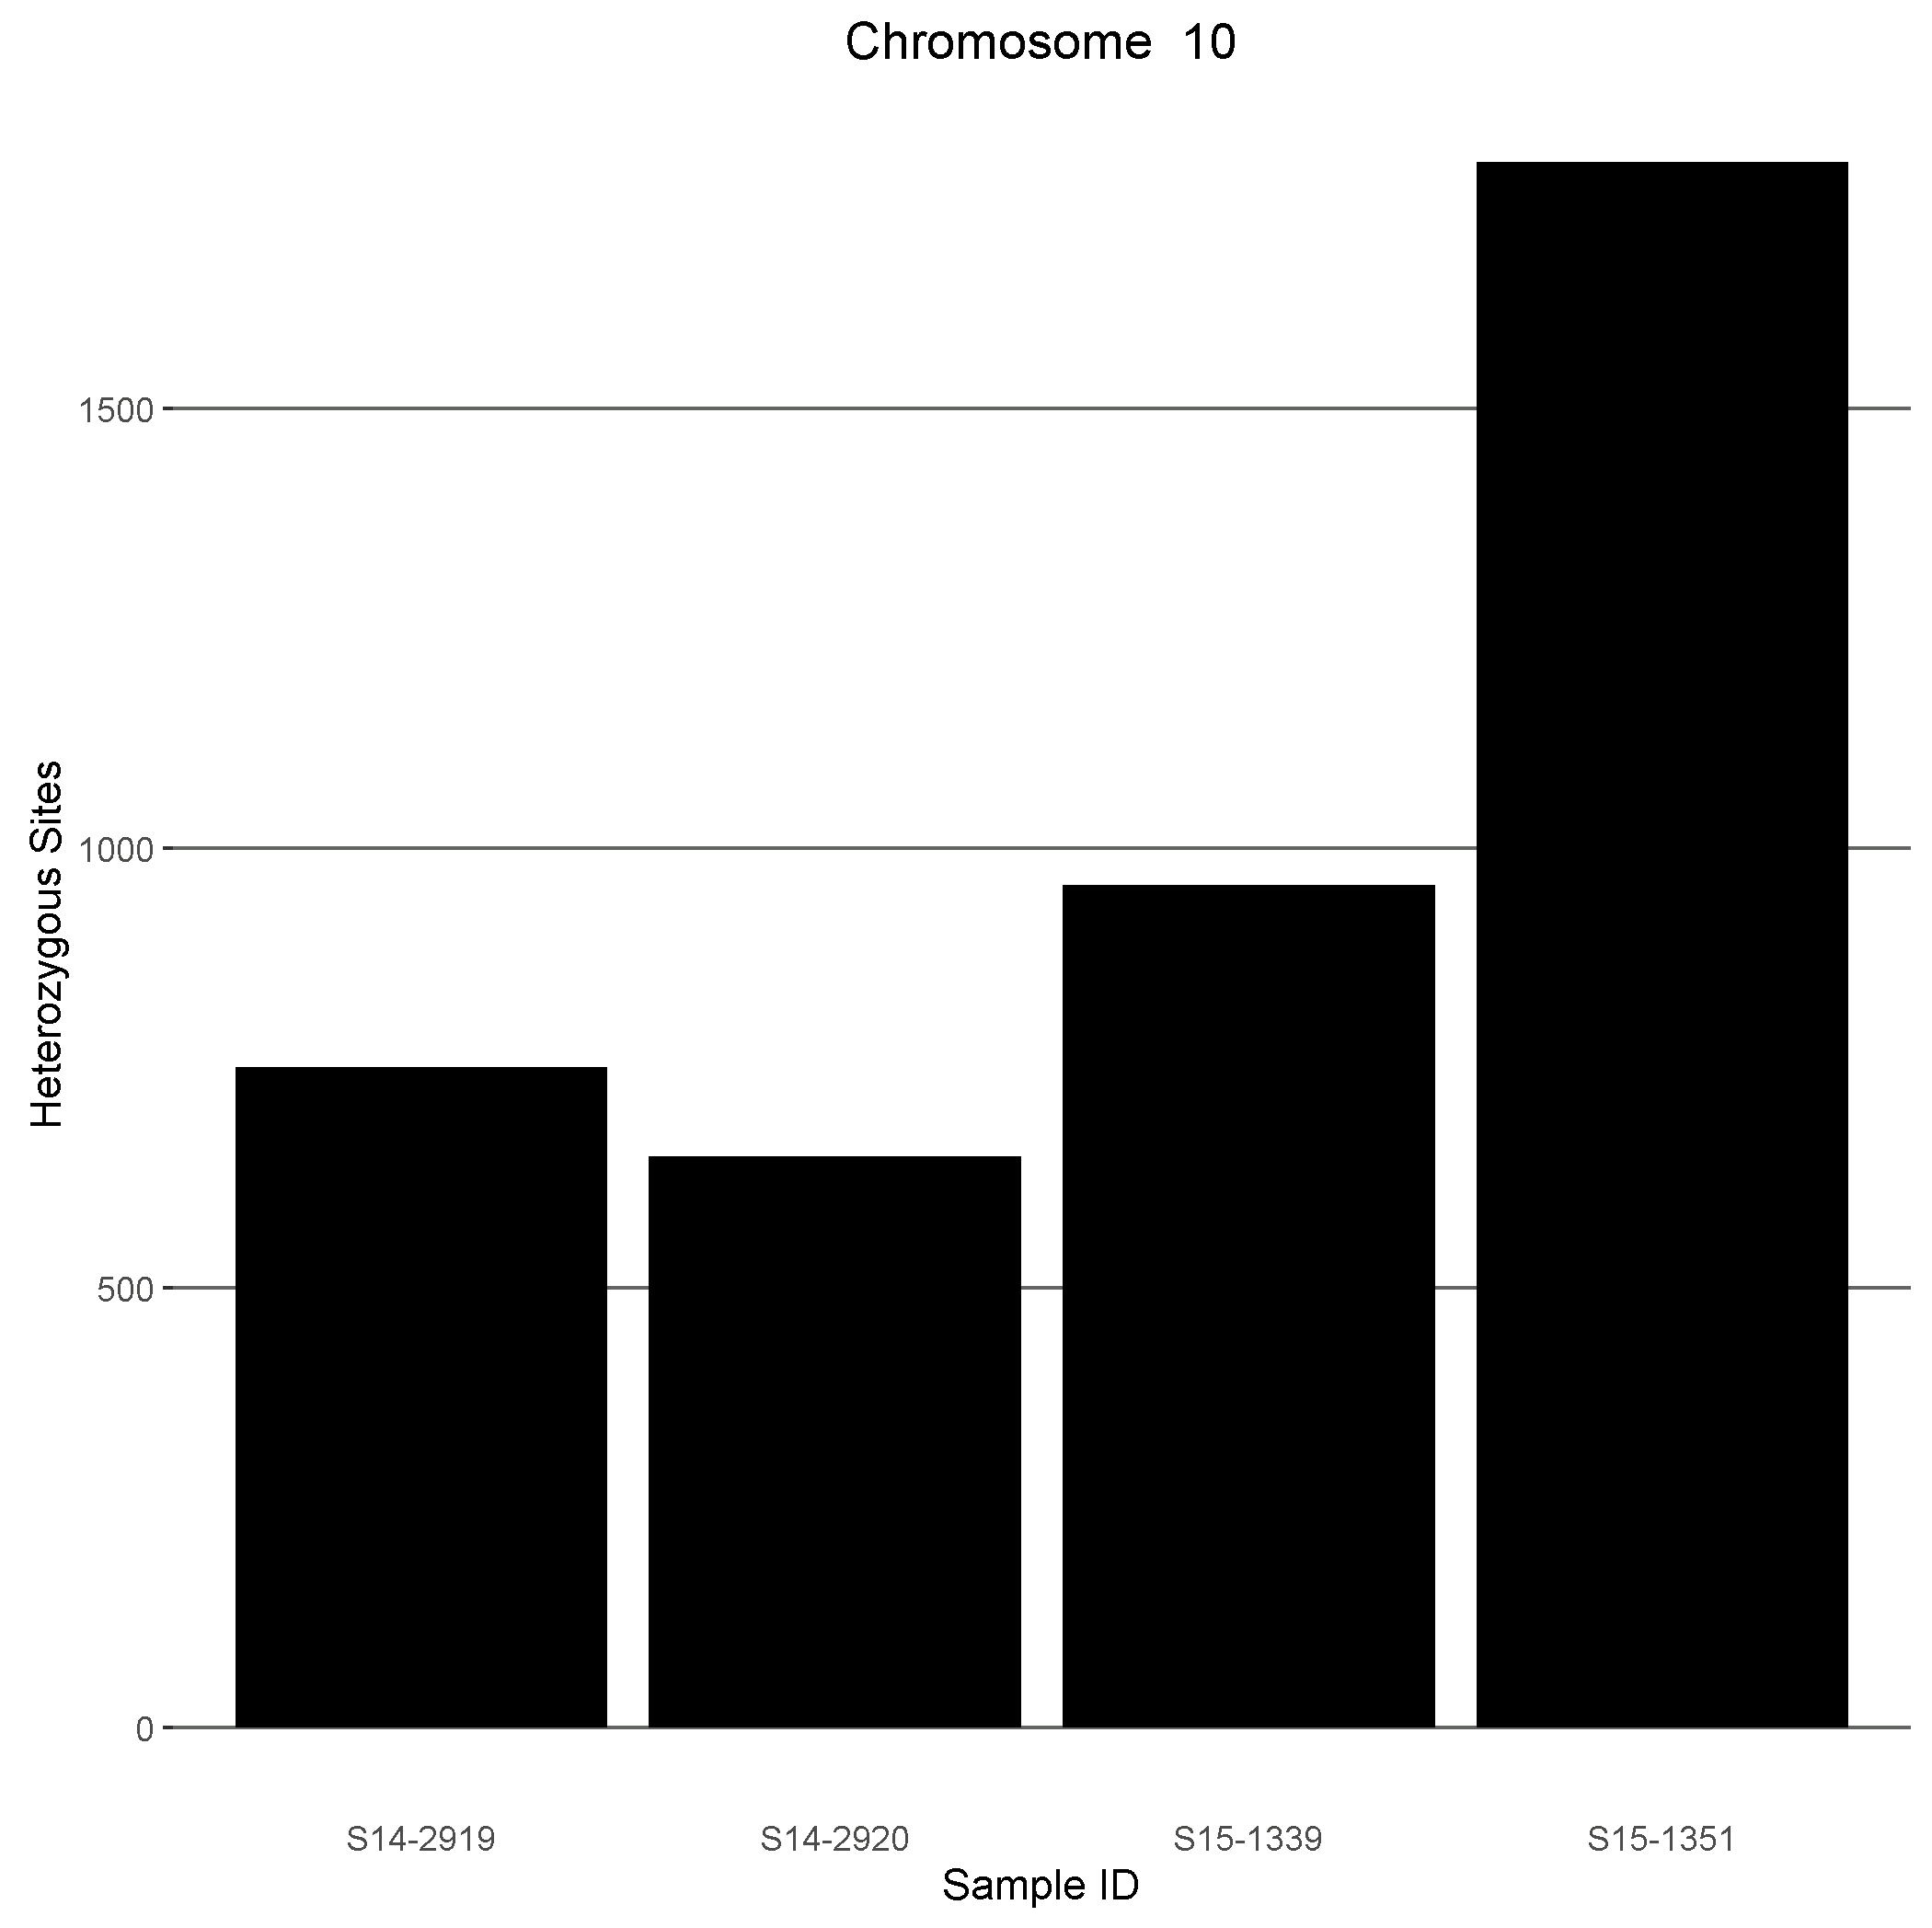 Chromosome  10
Heterozygous Sites
1500
1000
500
0
S14-2919 S14-2920 S15-1339 S15-1351
Sample ID